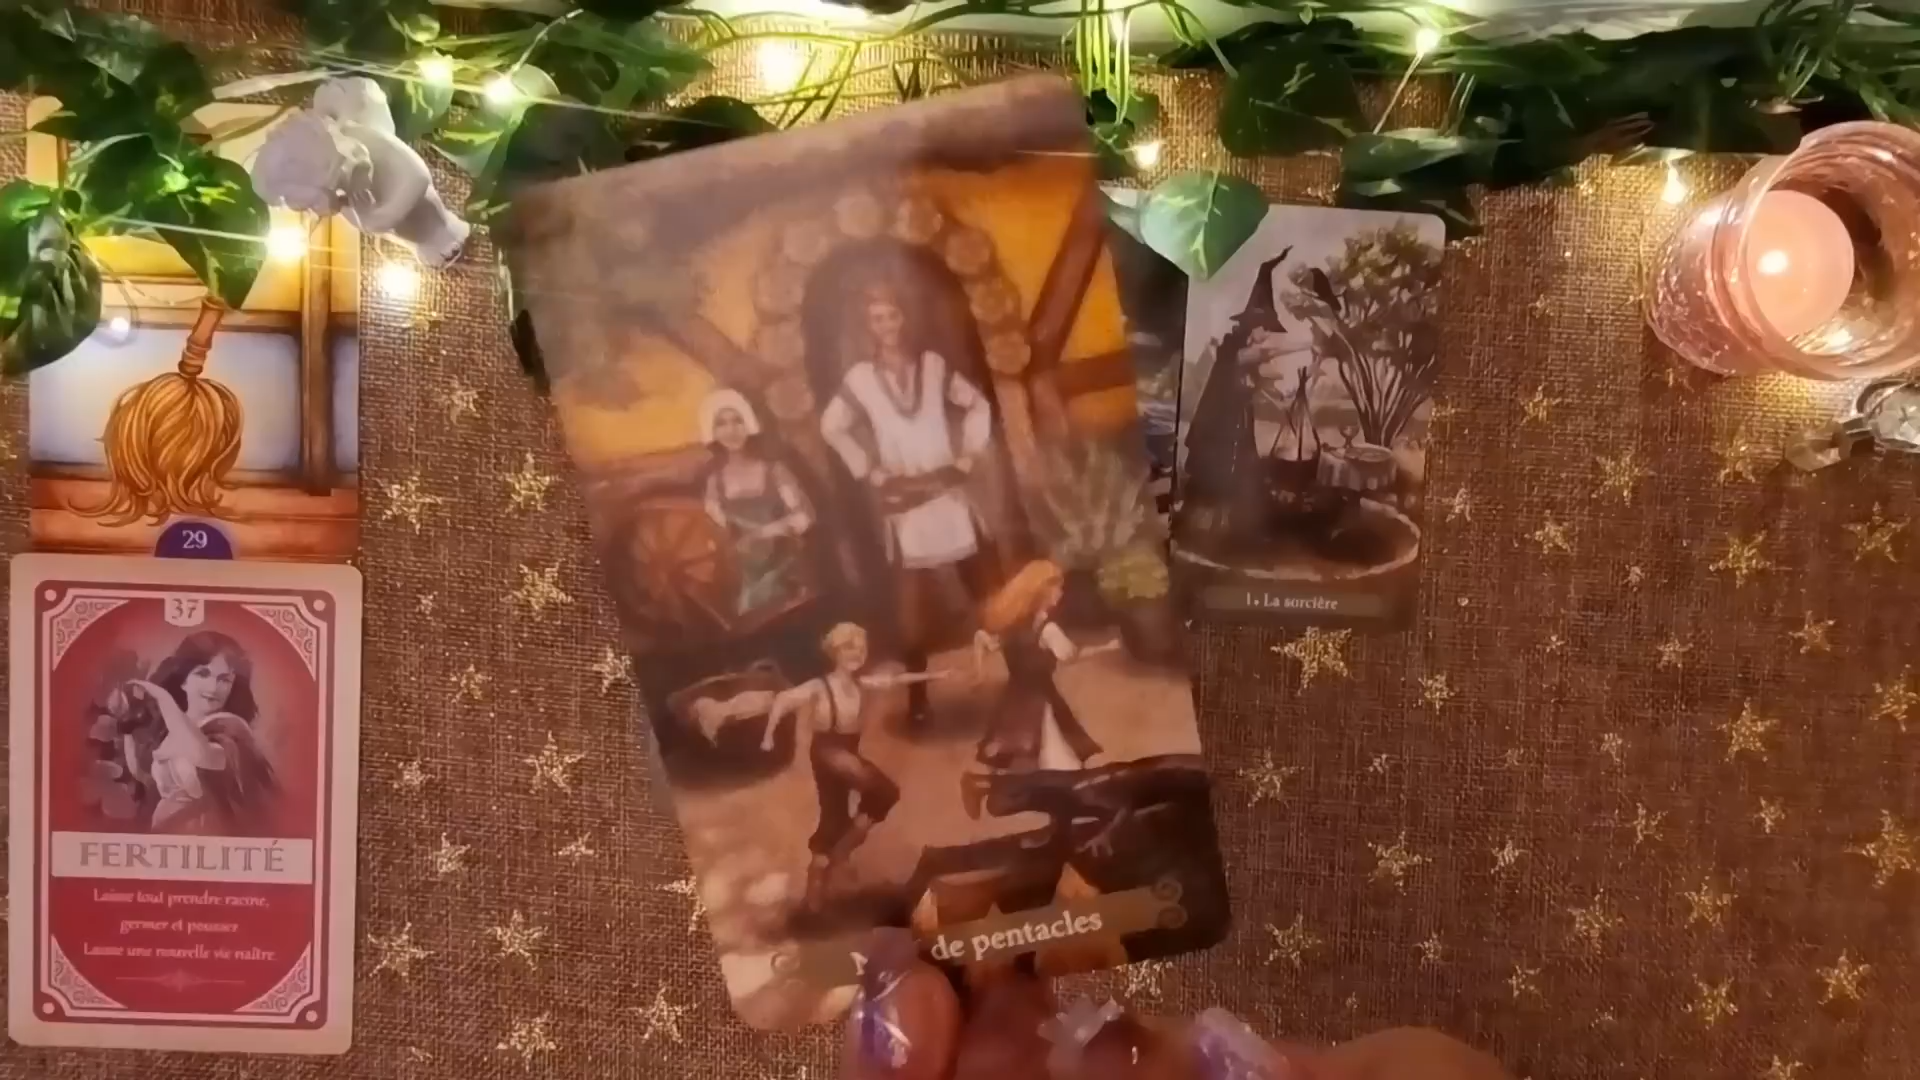 29
37
FERTILITÉ
Laisse tout prendre racine,
germer et pousser
Laisse une nouvelle vie naître
de pentacles
1. La sorcière